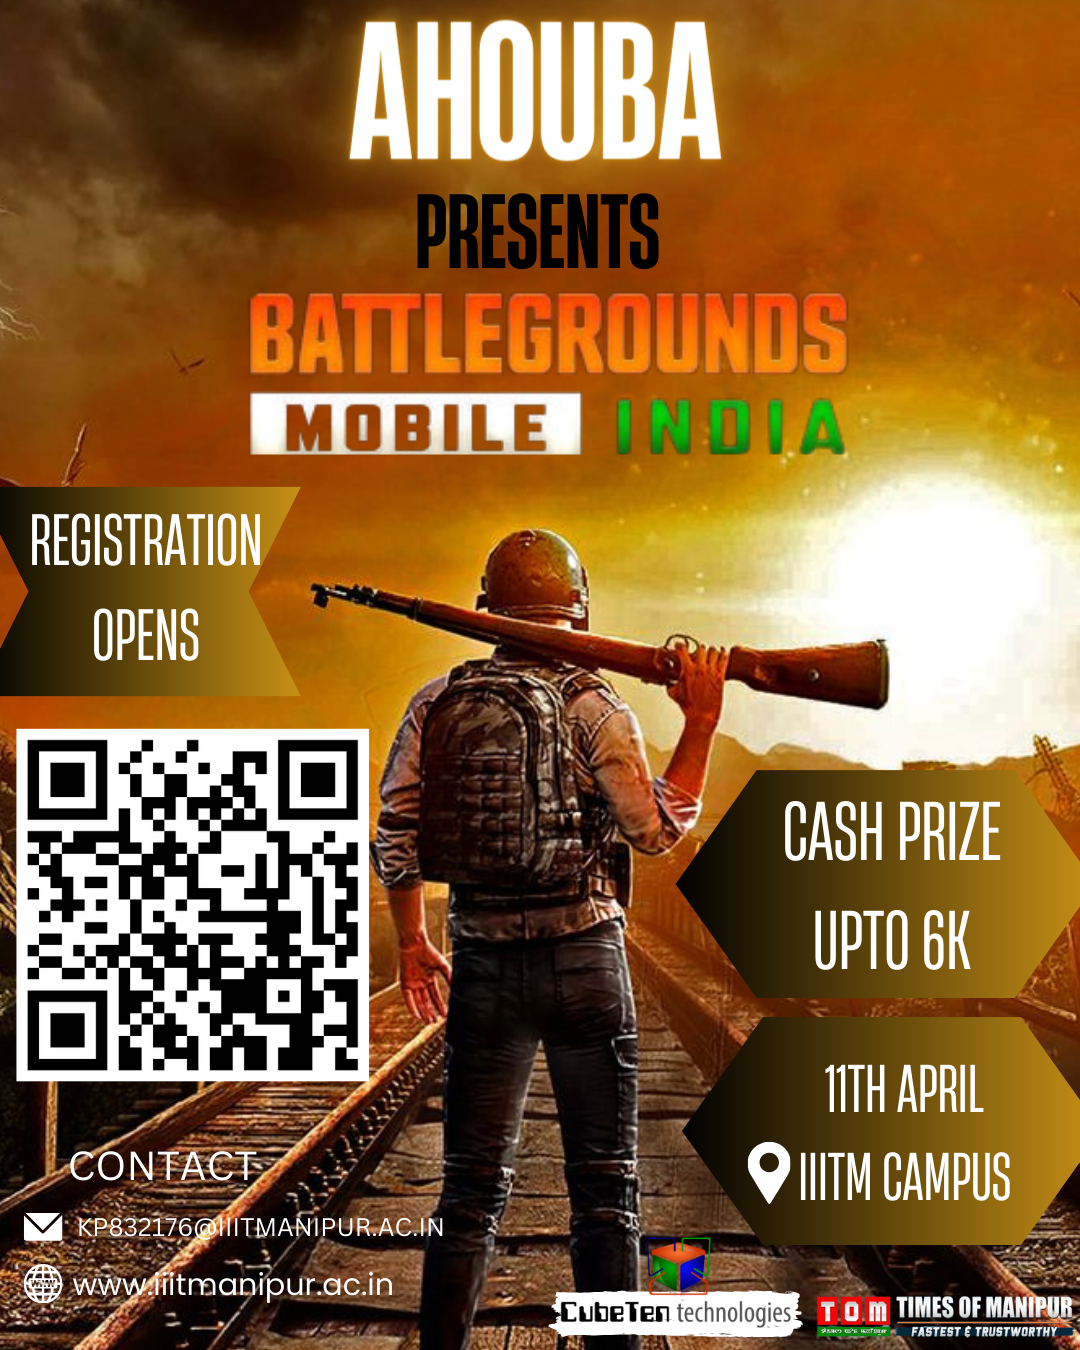 AHOUBA
PRESENTS
BATTLEGROUNDS
MOBILE INDIA
REGISTRATION
OPENS
CASH PRIZE
UPTO 6K
11TH APRIL
IIITM CAMPUS
CONTACT
KP832176@IIITMANIPUR.AC.IN
www.iiitmanipur.ac.in
CubeTen technologies
T.O.M TIMES OF MANIPUR
FASTEST & TRUSTWORTHY